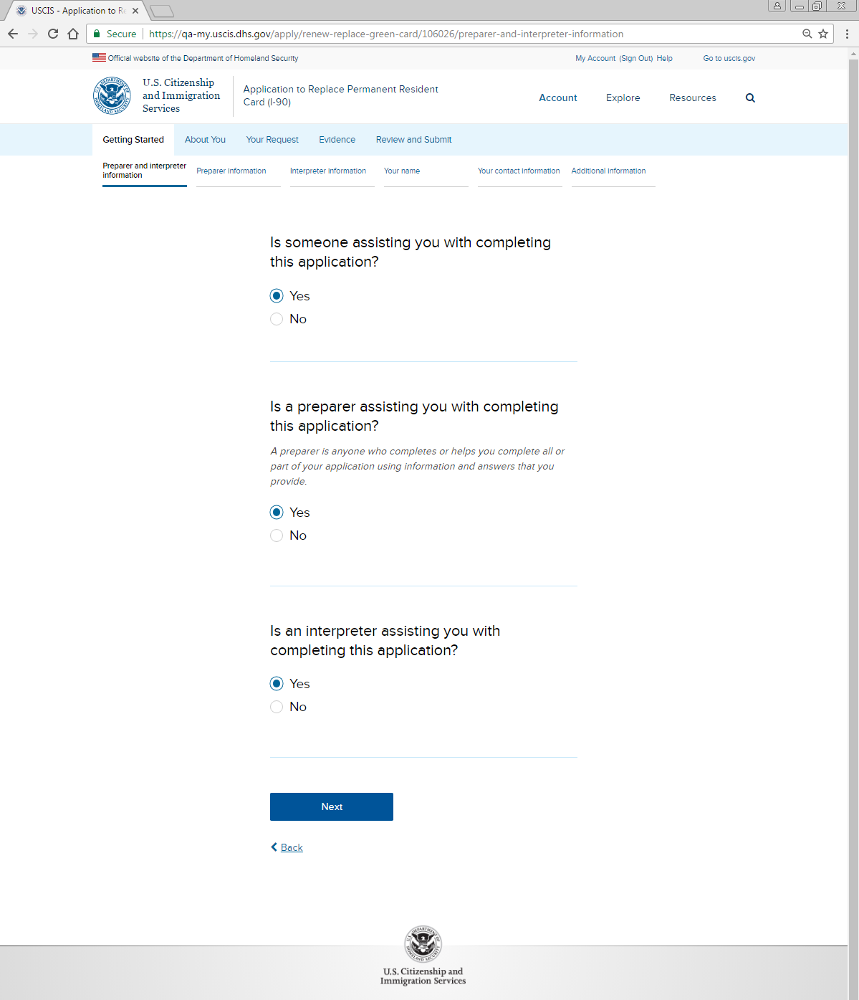 USCIS - Application to Re
Secure https://qa-my.uscis.dhs.gov/apply/renew-replace-green-card/106026/preparer-and-interpreter-information
Official website of the Department of Homeland Security
My Account (Sign Out) Help Go to uscis.gov
U.S. Citizenship
and Immigration
Services
Application to Replace Permanent Resident
Card (I-90)
Account Explore Resources
Getting Started About You Your Request Evidence Review and Submit
Preparer and interpreter
information
Preparer information Interpreter information Your name Your contact information Additional information
Is someone assisting you with completing
this application?
Yes
No
Is a preparer assisting you with completing
this application?
A preparer is anyone who completes or helps you complete all or
part of your application using information and answers that you
provide.
Yes
No
Is an interpreter assisting you with
completing this application?
Yes
No
Next
Back
U.S. Citizenship and
Immigration Services